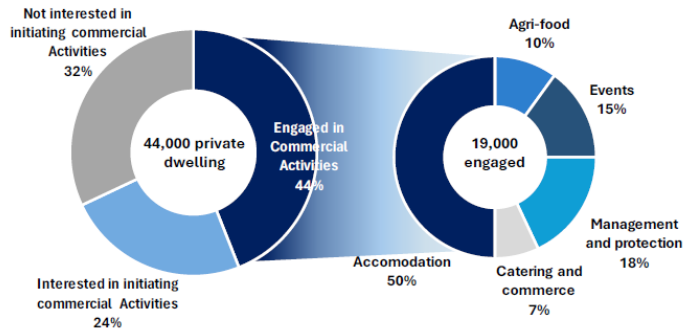 Not interested in
initiating commercial
Activities
32%
44,000 private
dwelling
Engaged in
Commercial
Activities
44%
Interested in initiating
commercial Activities
24%
Agri-food
10%
Events
15%
19,000
engaged
Management
and protection
18%
Catering and
commerce
7%
Accomodation
50%